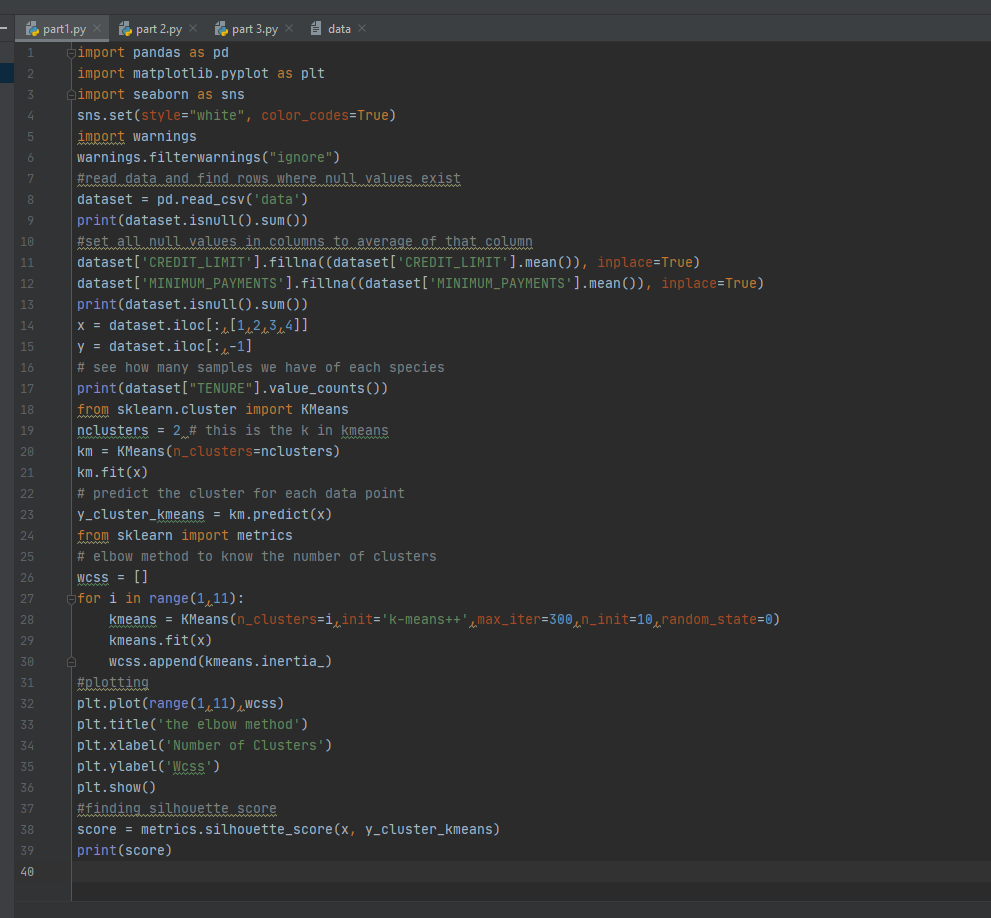 part1.py
part 2.py
part 3.py
data
1 import pandas as pd
2 import matplotlib.pyplot as plt
3 import seaborn as sns
4 sns.set(style="white", color_codes=True)
5 import warnings
6 warnings.filterwarnings("ignore")
7 #read data and find rows where null values exist
8 dataset = pd.read_csv('data')
9 print(dataset.isnull().sum())
10 #set all null values in columns to average of that column
11 dataset['CREDIT_LIMIT'].fillna((dataset['CREDIT_LIMIT'].mean()), inplace=True)
12 dataset['MINIMUM_PAYMENTS'].fillna((dataset['MINIMUM_PAYMENTS'].mean()), inplace=True)
13 print(dataset.isnull().sum())
14 x = dataset.iloc[:,[1,2,3,4]]
15 y = dataset.iloc[:,-1]
16 # see how many samples we have of each species
17 print(dataset["TENURE"].value_counts())
18 from sklearn.cluster import KMeans
19 nclusters = 2 # this is the k in kmeans
20 km = KMeans(n_clusters=nclusters)
21 km.fit(x)
22 # predict the cluster for each data point
23 y_cluster_kmeans = km.predict(x)
24 from sklearn import metrics
25 # elbow method to know the number of clusters
26 wcss = []
27 for i in range(1,11):
28     kmeans = KMeans(n_clusters=i,init='k-means++',max_iter=300,n_init=10,random_state=0)
29     kmeans.fit(x)
30     wcss.append(kmeans.inertia_)
31 #plotting
32 plt.plot(range(1,11),wcss)
33 plt.title('the elbow method')
34 plt.xlabel('Number of Clusters')
35 plt.ylabel('Wcss')
36 plt.show()
37 #finding silhouette score
38 score = metrics.silhouette_score(x, y_cluster_kmeans)
39 print(score)
40